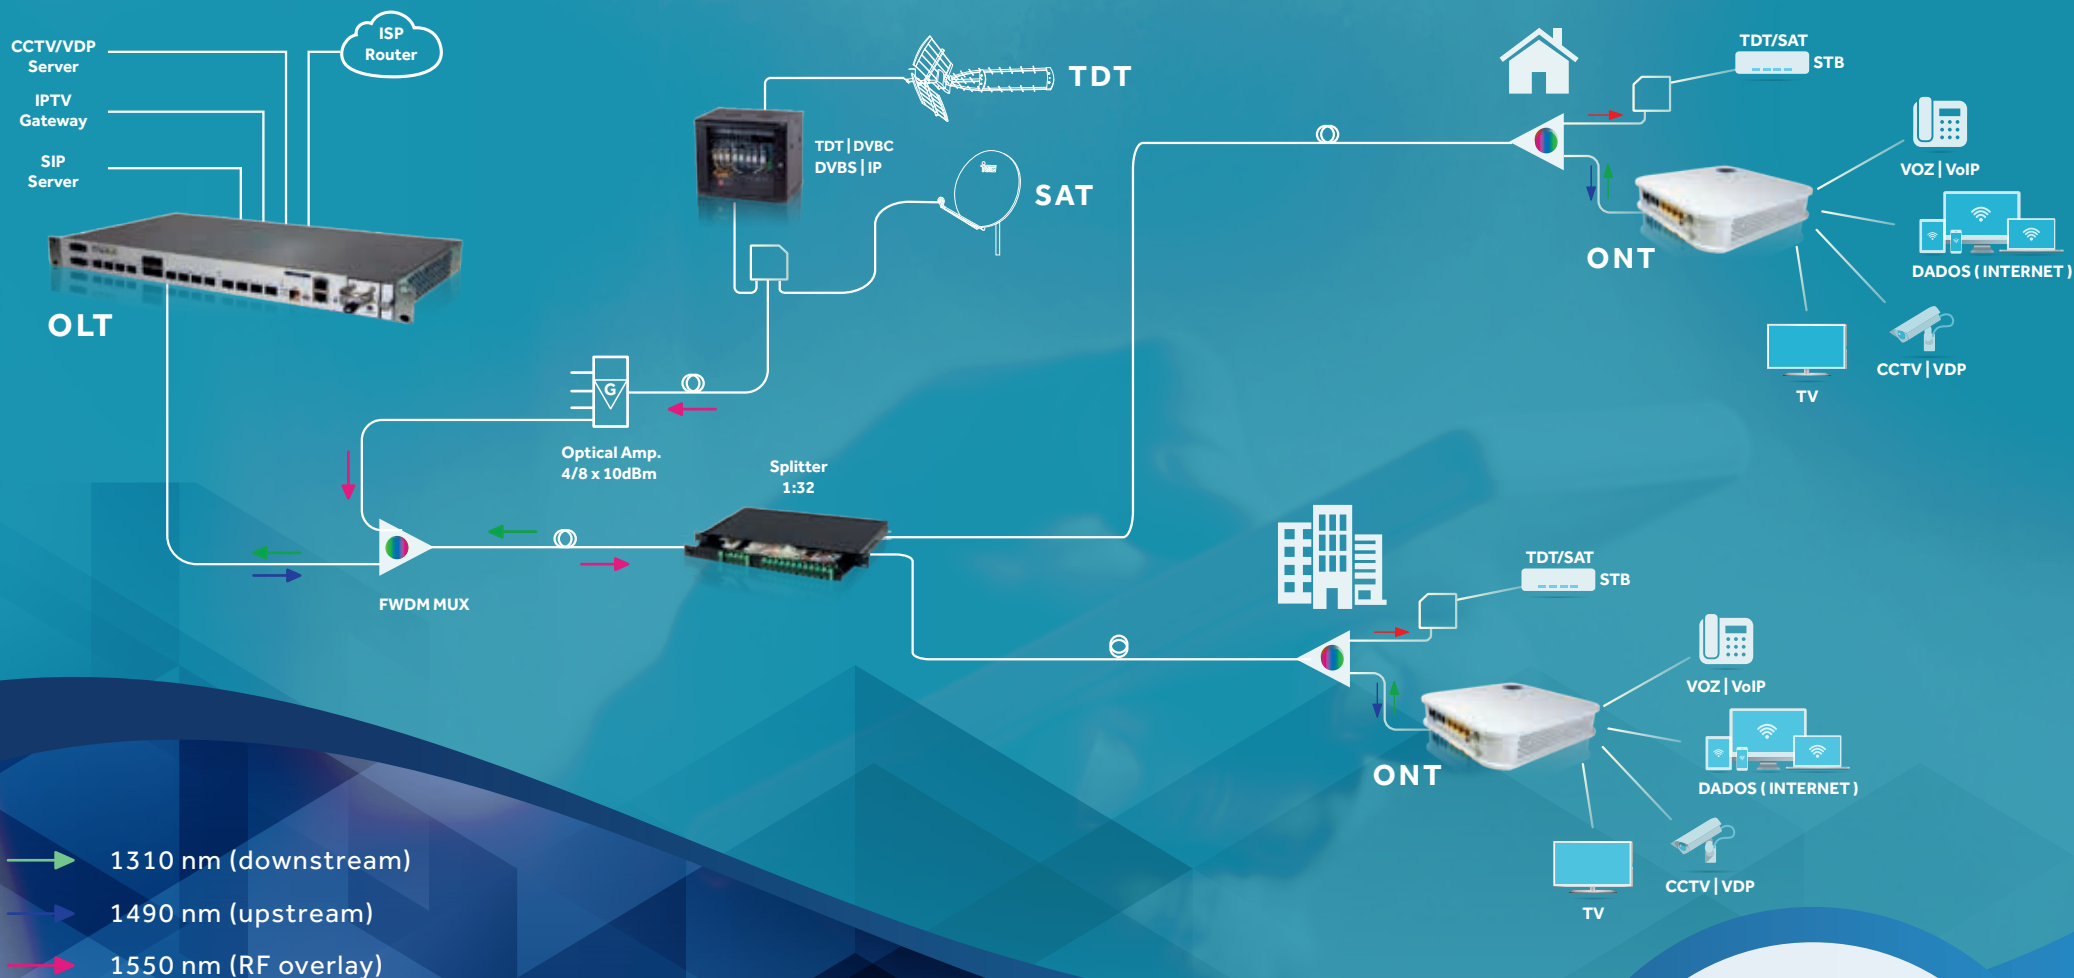 CCTV/VDP
Server
IPTV
Gateway
SIP
Server
ISP
Router
OLT
TDT
TDT | DVBC
DVBS | IP
SAT
G
Optical Amp.
4/8 x 10dBm
Splitter
1:32
FWDM MUX
TDT/SAT
STB
VOZ | VoIP
DADOS ( INTERNET )
ONT
CCTV | VDP
TV
TDT/SAT
STB
VOZ | VoIP
DADOS ( INTERNET )
ONT
CCTV | VDP
TV
1310 nm (downstream)
1490 nm (upstream)
1550 nm (RF overlay)